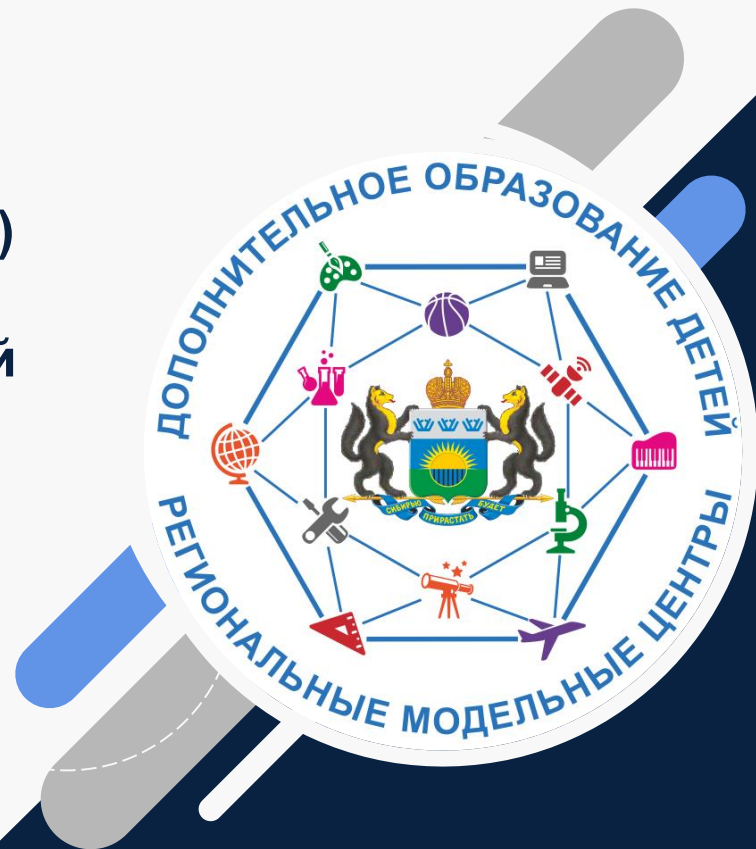 )
й
ДОПОЛНИТЕЛЬНОЕ ОБРАЗОВАНИЕ ДЕТЕЙ
СИБИРЬЮ ПРИРАСТАТЬ БУДЕТ
РЕГИОНАЛЬНЫЕ МОДЕЛЬНЫЕ ЦЕНТРЫ